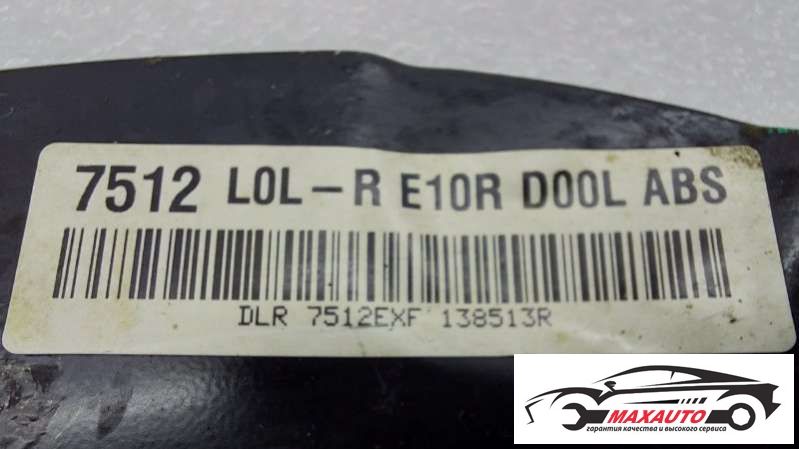 7512 L0L-R E10R D00L ABS
DLR 7512EXF 138513R
MAXAUTO
гарантия качества и высокого сервиса